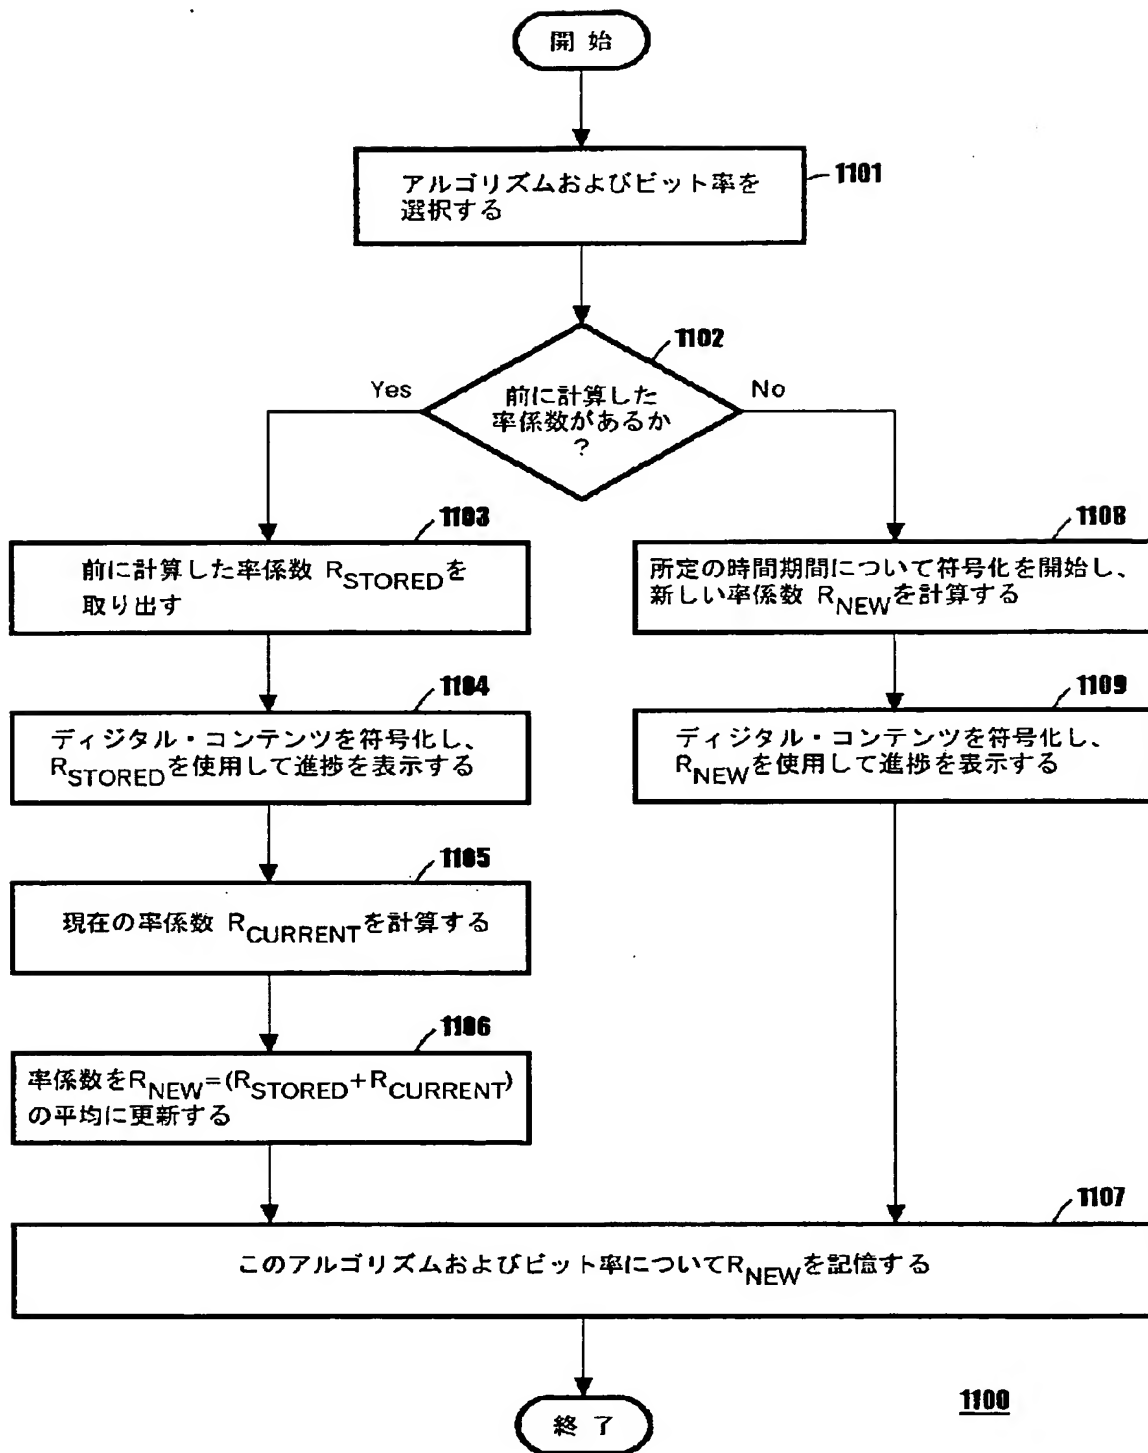 開始
1101
アルゴリズムおよびビット率を
選択する
1102
Yes
No
前に計算した
率係数があるか
?
1103
前に計算した率係数 RSTOREDを
取り出す
1108
所定の時間期間について符号化を開始し、
新しい率係数 RNEWを計算する
1104
ディジタル・コンテンツを符号化し、
RSTOREDを使用して進捗を表示する
1109
ディジタル・コンテンツを符号化し、
RNEWを使用して進捗を表示する
1105
現在の率係数 RCURRENTを計算する
1106
率係数をRNEW=(RSTORED+RCURRENT)
の平均に更新する
1107
このアルゴリズムおよびビット率についてRNEWを記憶する
1100
終了